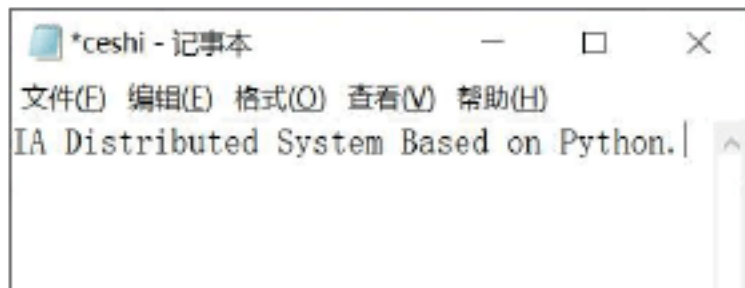 *ceshi - 记事本
文件(F) 编辑(E) 格式(O) 查看(V) 帮助(H)
IA Distributed System Based on Python.